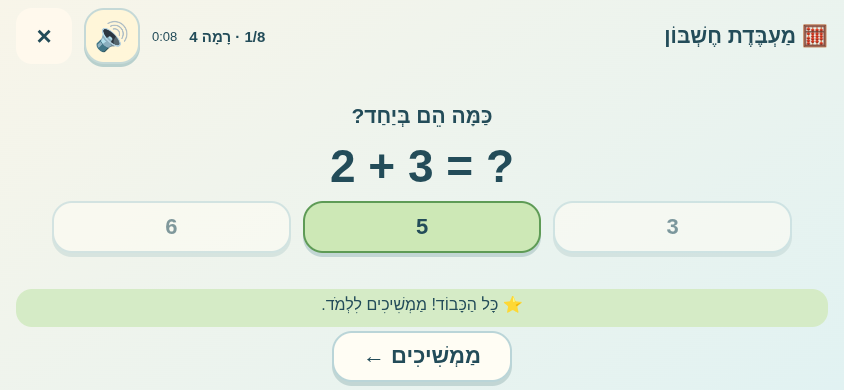 🧮 מַעְבֶּדֶת חֶשְׁבּוֹן
1/8 · רָמָה 4
0:08
✕
כַּמָּה הֵם בְּיַחַד?
2 + 3 = ?
3
5
6
⭐ כׇּל הַכָּבוֹד! מַמְשִׁיכִים לִלְמֹד.
מַמְשִׁיכִים ←